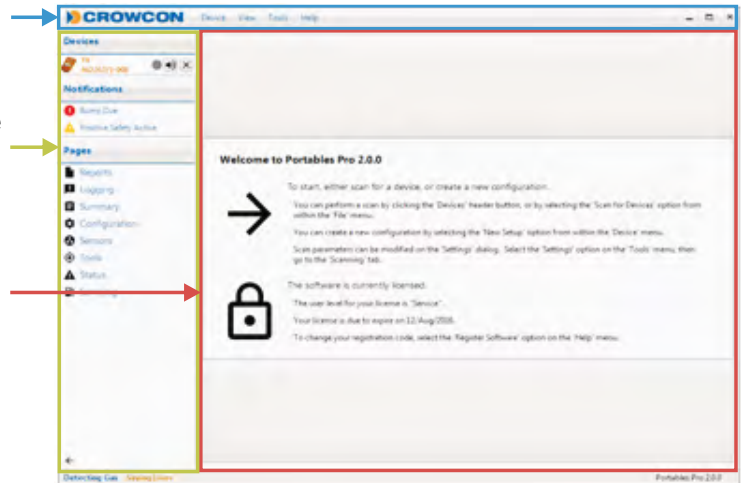 CROWCON
Device View Tools Help
Devices
T4
Notifications
Bump Due
Positive Safety Active
Pages
Reports
Logging
Summary
Configuration
Sensors
Tools
Status
Welcome to Portables Pro 2.0.0
To start, either scan for a device, or create a new configuration.
You can perform a scan by clicking the 'Devices' header button, or by selecting the 'Scan for Devices' option from
within the 'File' menu.
You can create a new configuration by selecting the 'New Setup' option from within the 'Device' menu.
Scan parameters can be modified on the 'Settings' dialog. Select the 'Settings' option on the 'Tools' menu, then
go to the 'Scanning' tab.
The software is currently licensed.
The user level for your license is 'Service'.
Your license is due to expire on 12/Aug/2016.
To change your registration code, select the 'Register Software' option on the 'Help' menu.
Detecting Gas
Portables Pro 2.0.0